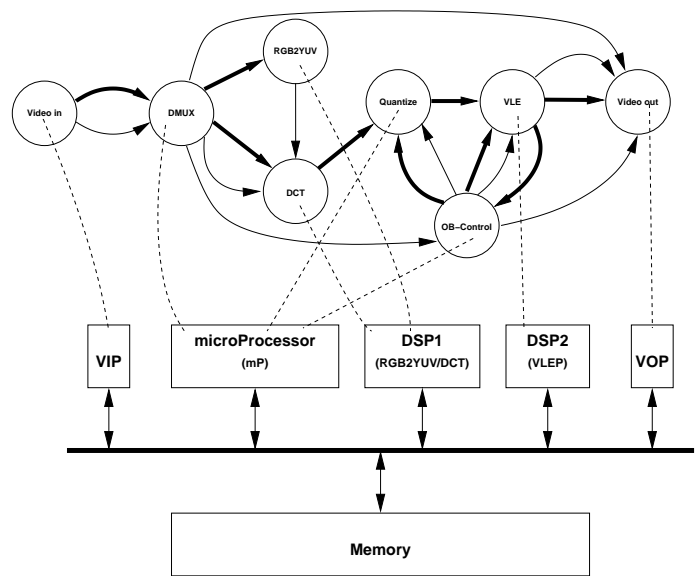 RGB2YUV
Video in
DMUX
Quantize
VLE
Video out
DCT
OB-Control
VIP
microProcessor
(mP)
DSP1
(RGB2YUV/DCT)
DSP2
(VLEP)
VOP
Memory